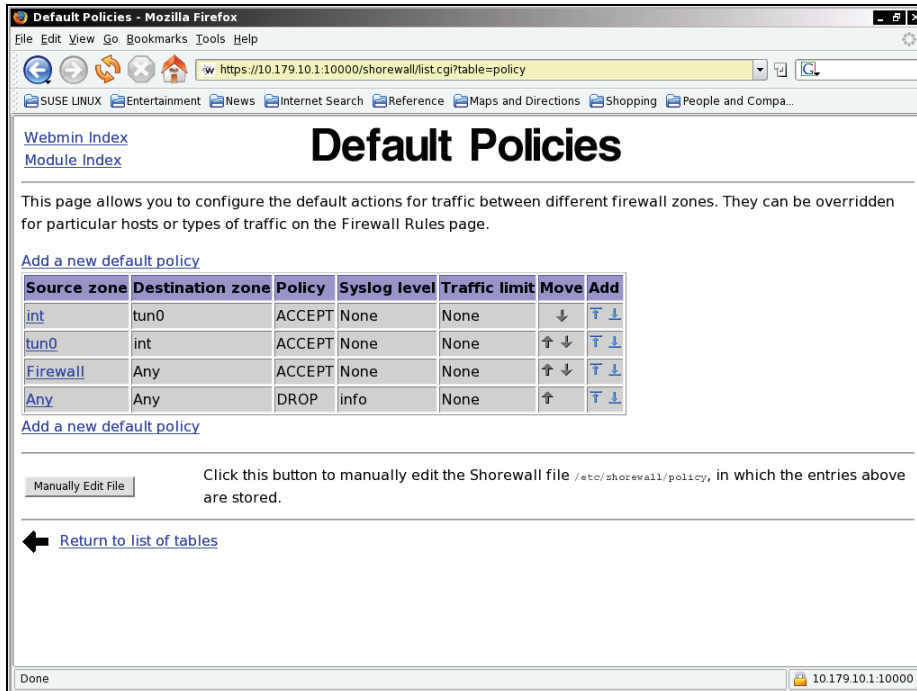 Default Policies - Mozilla Firefox
File Edit View Go Bookmarks Tools Help
https://10.179.10.1:10000/shorewall/list.cgi?table=policy
SUSE LINUX Entertainment News Internet Search Reference Maps and Directions Shopping People and Compa...
Webmin Index
Module Index
Default Policies
This page allows you to configure the default actions for traffic between different firewall zones. They can be overridden
for particular hosts or types of traffic on the Firewall Rules page.
Add a new default policy
Source zone Destination zone Policy Syslog level Traffic limit Move Add
int tun0 ACCEPT None None
tun0 int ACCEPT None None
Firewall Any ACCEPT None None
Any Any DROP info None
Add a new default policy
Manually Edit File
Click this button to manually edit the Shorewall file /etc/shorewall/policy, in which the entries above
are stored.
Return to list of tables
Done 10.179.10.1:10000